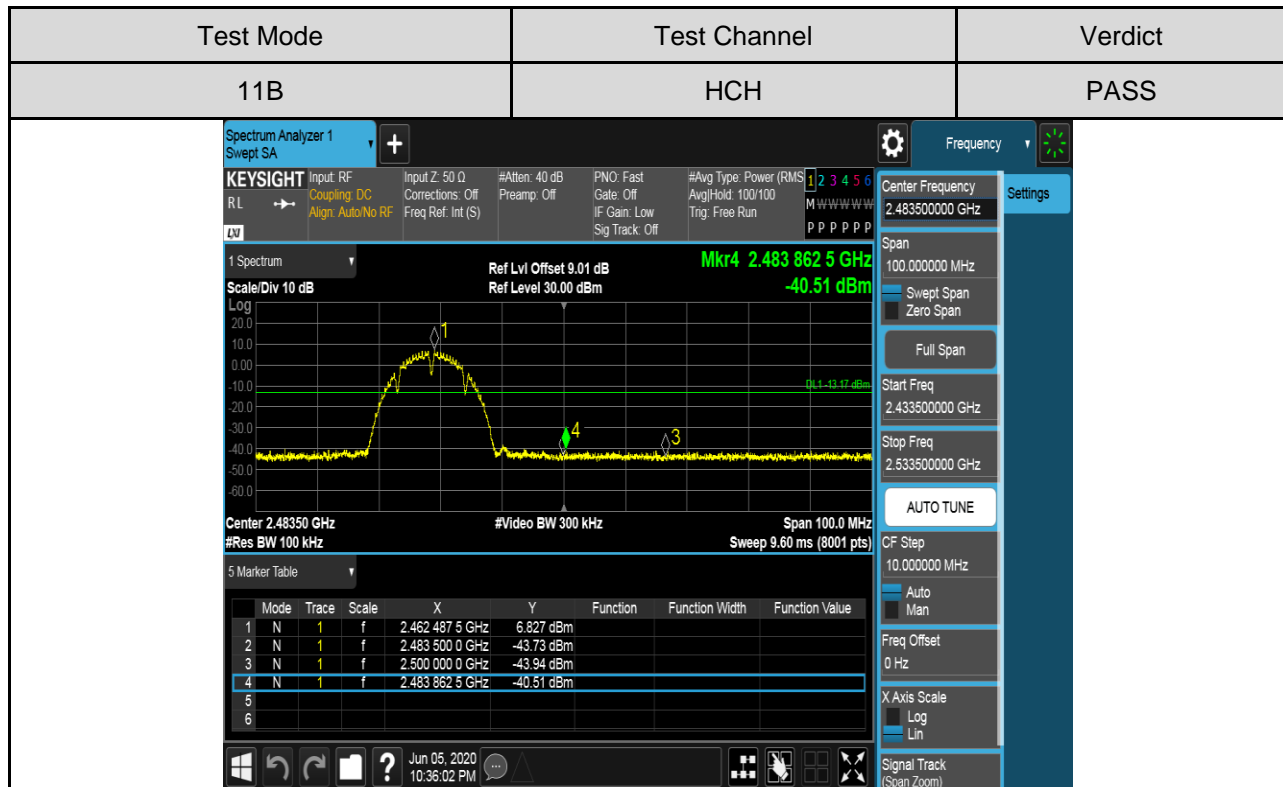 Test Mode Test Channel Verdict
11B HCH PASS
Spectrum Analyzer 1
Swept SA
+
Frequency
KEYSIGHT
RL
LXI
Input: RF
Coupling: DC
Align: Auto/No RF
Input Z: 50 Ω
Corrections: Off
Freq Ref: Int (S)
#Atten: 40 dB
Preamp: Off
PNO: Fast
Gate: Off
IF Gain: Low
Sig Track: Off
#Avg Type: Power (RMS
Avg|Hold: 100/100
Trig: Free Run
1 2 3 4 5 6
M W W W W W
P P P P P P
1 Spectrum
Scale/Div 10 dB
Ref Lvl Offset 9.01 dB
Ref Level 30.00 dBm
Mkr4 2.483 862 5 GHz
-40.51 dBm
Log
20.0
10.0
0.00
-10.0
-20.0
-30.0
-40.0
-50.0
-60.0
1
DL1 -13.17 dBm
4
3
Center 2.48350 GHz
#Res BW 100 kHz
#Video BW 300 kHz
Span 100.0 MHz
Sweep 9.60 ms (8001 pts)
5 Marker Table
Mode Trace Scale X Y Function Function Width Function Value
1 N 1 f 2.462 487 5 GHz 6.827 dBm
2 N 1 f 2.483 500 0 GHz -43.73 dBm
3 N 1 f 2.500 000 0 GHz -43.94 dBm
4 N 1 f 2.483 862 5 GHz -40.51 dBm
5
6
?
Jun 05, 2020
10:36:02 PM
Center Frequency
2.483500000 GHz
Span
100.000000 MHz
Swept Span
Zero Span
Full Span
Start Freq
2.433500000 GHz
Stop Freq
2.533500000 GHz
AUTO TUNE
CF Step
10.000000 MHz
Auto
Man
Freq Offset
0 Hz
X Axis Scale
Log
Lin
Signal Track
(Span Zoom)
Settings